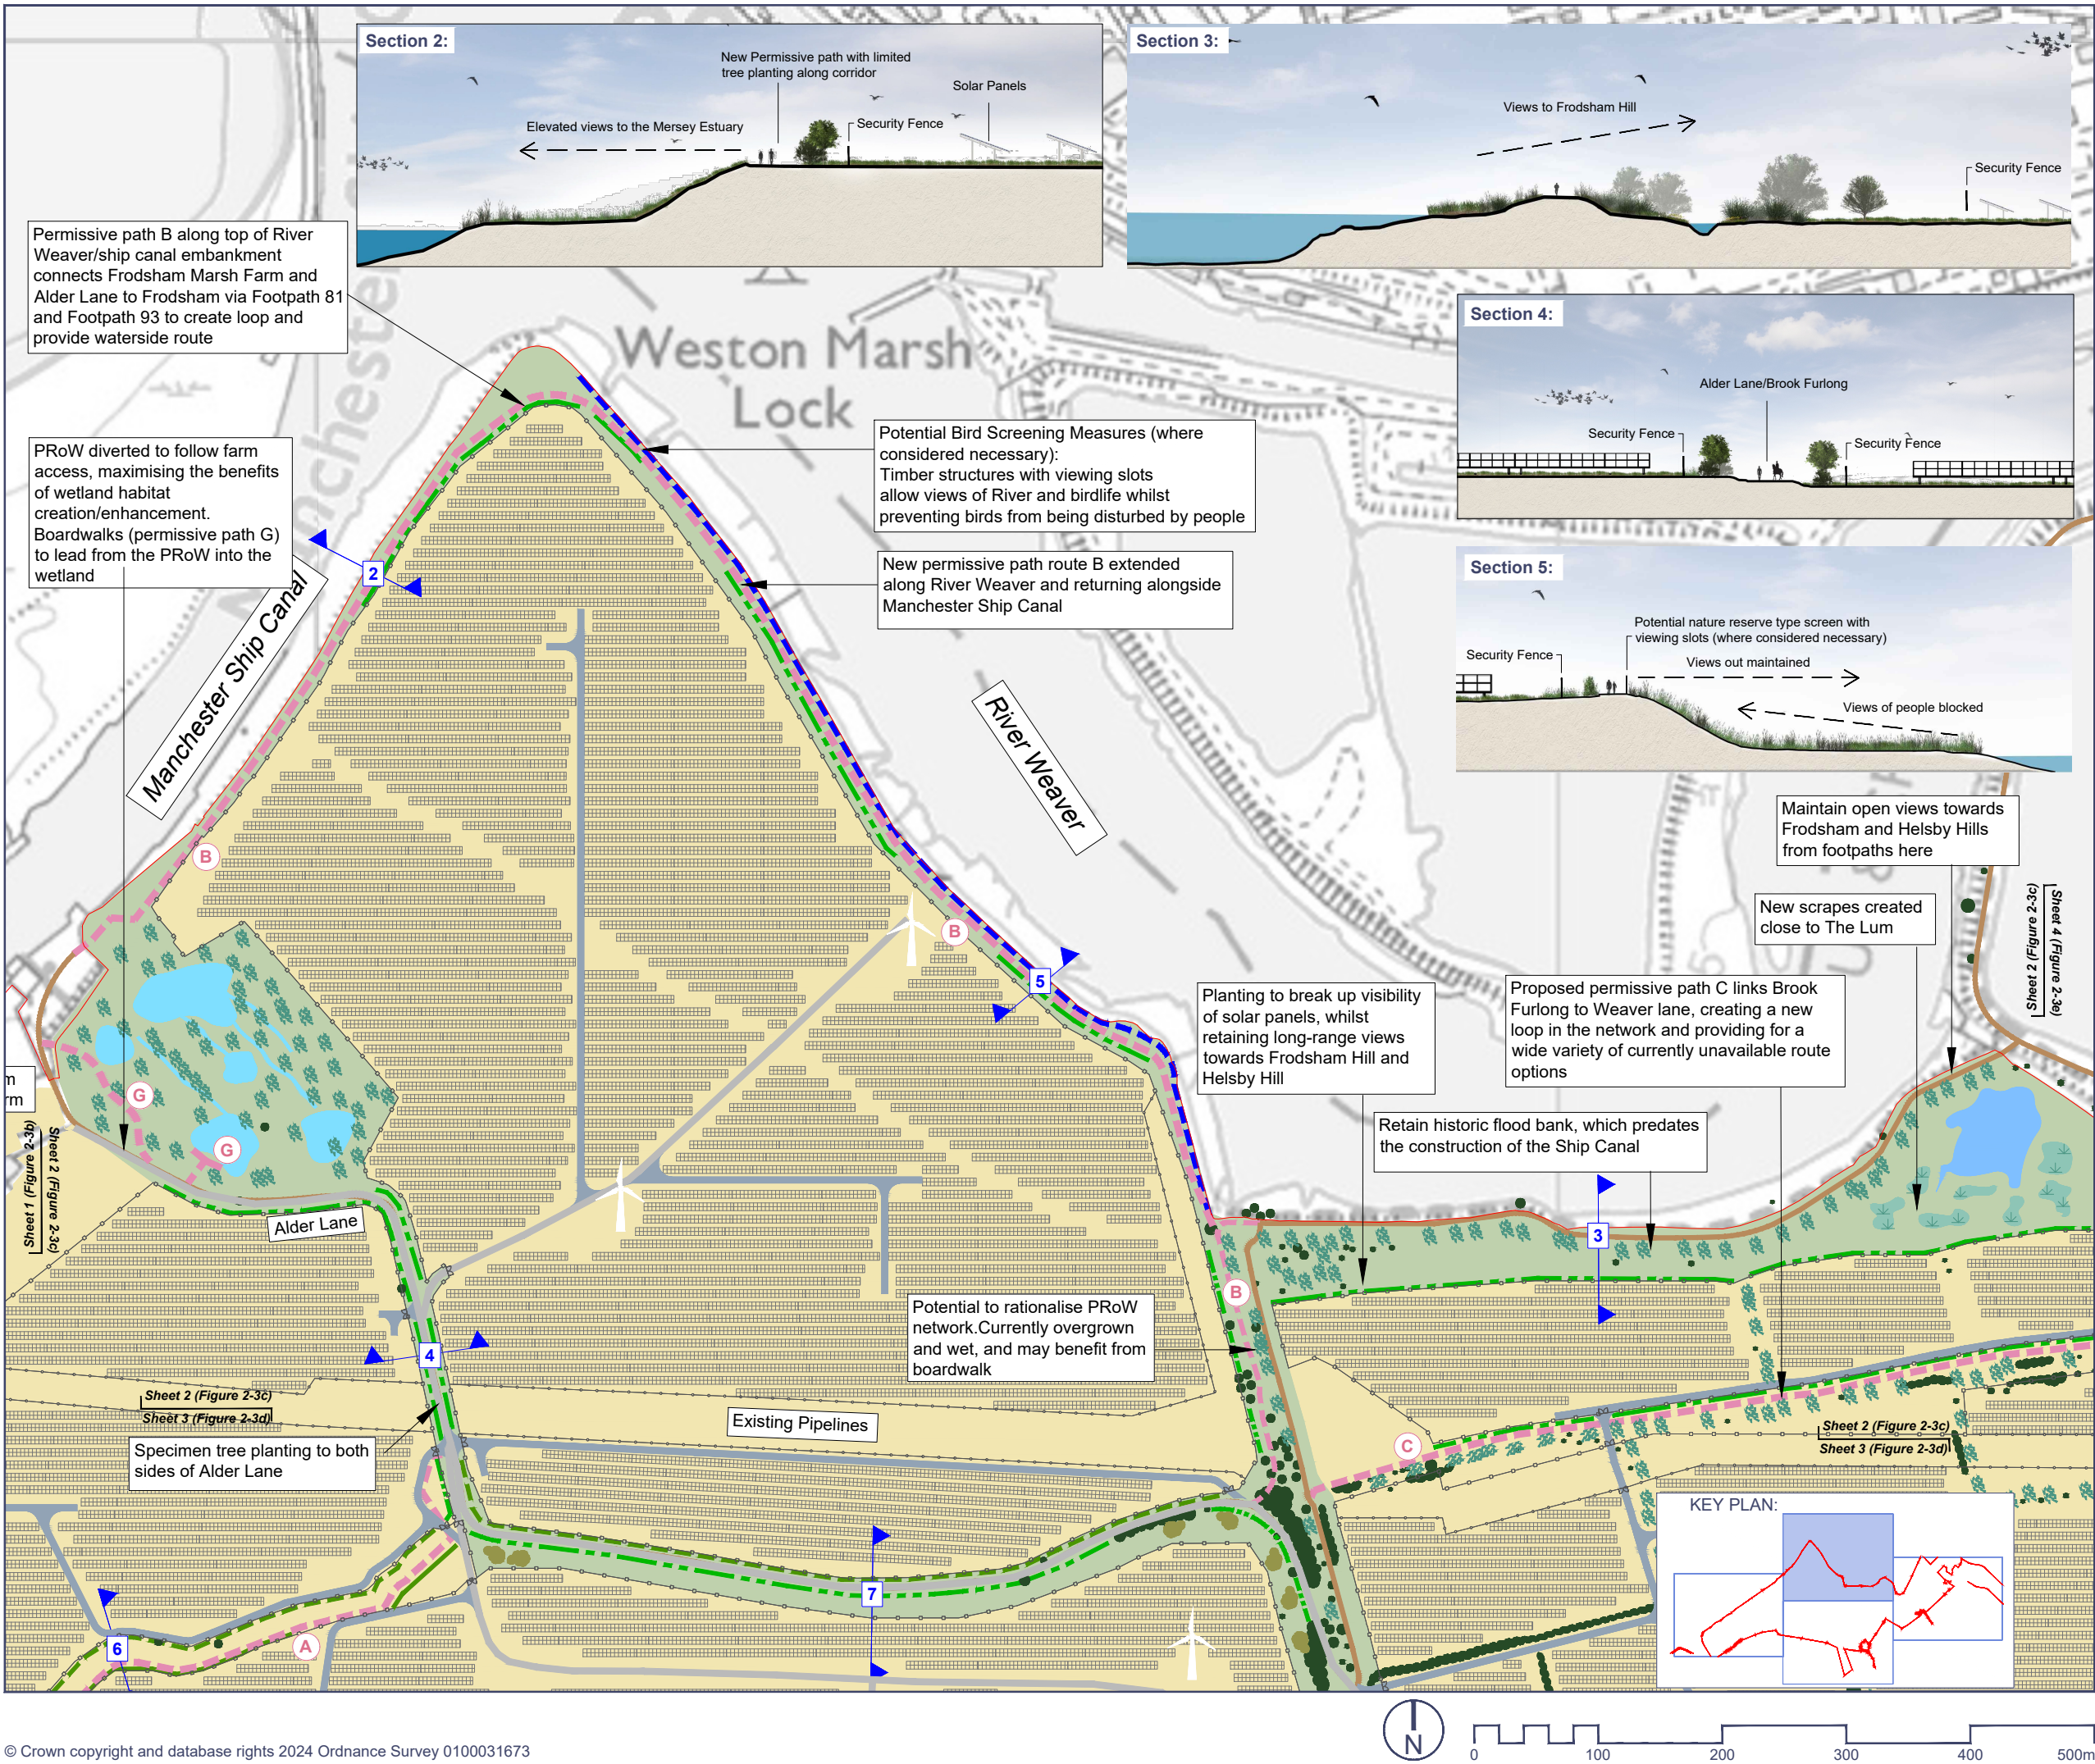 Section 2:
New Permissive path with limited
tree planting along corridor
Solar Panels
Elevated views to the Mersey Estuary
Security Fence
Section 3:
Views to Frodsham Hill
Security Fence
Permissive path B along top of River
Weaver/ship canal embankment
connects Frodsham Marsh Farm and
Alder Lane to Frodsham via Footpath 81
and Footpath 93 to create loop and
provide waterside route
Weston Marsh
Lock
Section 4:
Alder Lane/Brook Furlong
Security Fence
Security Fence
PRoW diverted to follow farm
access, maximising the benefits
of wetland habitat
creation/enhancement.
Boardwalks (permissive path G)
to lead from the PRoW into the
wetland
Potential Bird Screening Measures (where
considered necessary):
Timber structures with viewing slots
allow views of River and birdlife whilst
preventing birds from being disturbed by people
New permissive path route B extended
along River Weaver and returning alongside
Manchester Ship Canal
Section 5:
Potential nature reserve type screen with
viewing slots (where considered necessary)
Security Fence
Views out maintained
Views of people blocked
2
Manchester Ship Canal
River Weaver
Maintain open views towards
Frodsham and Helsby Hills
from footpaths here
New scrapes created
close to The Lum
Sheet 2 (Figure 2-3c)
Sheet 4 (Figure 2-3e)
B
B
5
Planting to break up visibility
of solar panels, whilst
retaining long-range views
towards Frodsham Hill and
Helsby Hill
Proposed permissive path C links Brook
Furlong to Weaver lane, creating a new
loop in the network and providing for a
wide variety of currently unavailable route
options
Retain historic flood bank, which predates
the construction of the Ship Canal
G
G
Sheet 1 (Figure 2-3b)
Sheet 2 (Figure 2-3c)
Alder Lane
3
B
Potential to rationalise PRoW
network.Currently overgrown
and wet, and may benefit from
boardwalk
4
Sheet 2 (Figure 2-3c)
Sheet 3 (Figure 2-3d)
Existing Pipelines
Specimen tree planting to both
sides of Alder Lane
C
Sheet 2 (Figure 2-3c)
Sheet 3 (Figure 2-3d)
KEY PLAN:
7
6
A
N
0 100 200 300 400 500m
© Crown copyright and database rights 2024 Ordnance Survey 0100031673